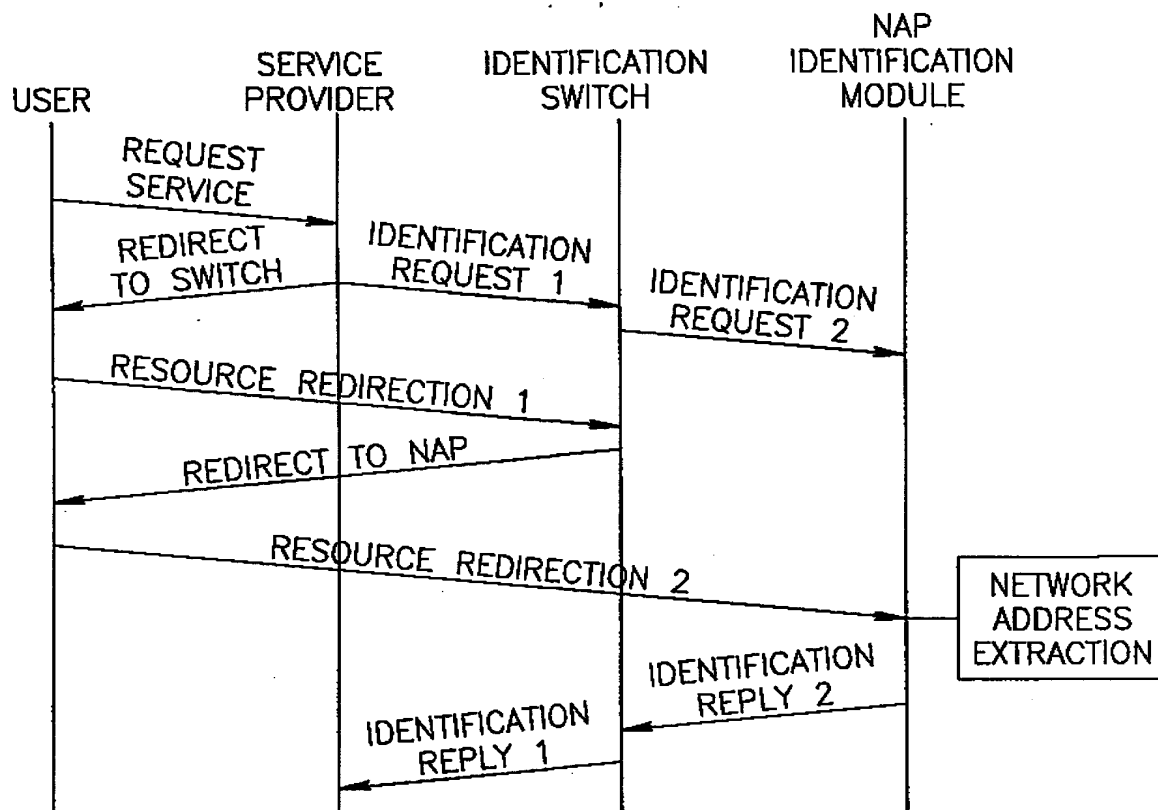 USER
SERVICE
PROVIDER
IDENTIFICATION
SWITCH
NAP
IDENTIFICATION
MODULE
REQUEST
SERVICE
REDIRECT
TO SWITCH
IDENTIFICATION
REQUEST 1
IDENTIFICATION
REQUEST 2
RESOURCE REDIRECTION 1
REDIRECT TO NAP
RESOURCE REDIRECTION 2
NETWORK
ADDRESS
EXTRACTION
IDENTIFICATION
REPLY 2
IDENTIFICATION
REPLY 1